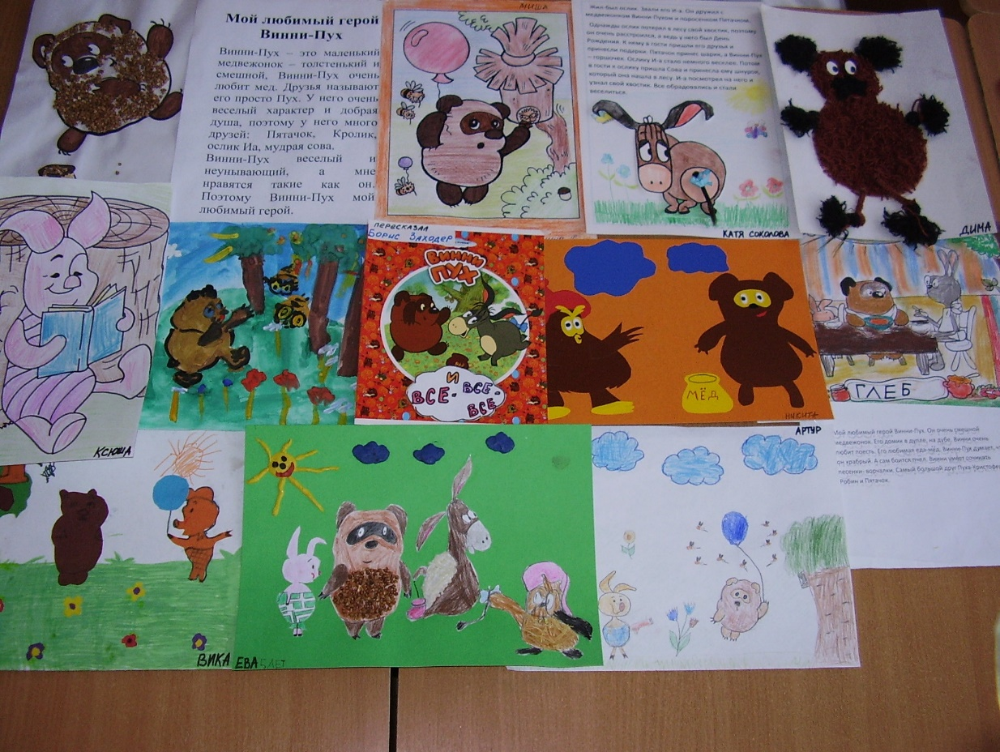 Мой любимый герой
Винни-Пух
Винни-Пух – это маленький
медвежонок – толстенький и
смешной, Винни-Пух очень
любит мед. Друзья называют
его просто Пух. У него очень
веселый характер и добрая
душа, поэтому у него много
друзей: Пятачок, Кролик,
ослик Иа, мудрая сова.
Винни-Пух веселый и
неунывающий, а мне
нравятся такие как он.
Поэтому Винни-Пух мой
любимый герой.
МИША
Жил был ослик. Звали его И-а. Он дружил с
медвежонком Винни Пухом и поросенком Пятачком.
Однажды ослик потерял в лесу свой хвостик, поэтому
он очень расстроился, а ведь у него был День
Рождения. К нему в гости пришли его друзья и
принесли подарки. Пятачок принес шарик, а Винни-Пух
– горшочек. Ослику И-а стало немного веселее. Потом
в гости к ослику пришла Сова и принесла ему шнурок,
который она нашла в лесу. И-а посмотрел на него и
узнал свой хвостик. Все обрадовались и стали
веселиться.
КАТЯ СОКОЛОВА
ДИМА
КСЮША
ПЕРЕСКАЗАЛ
БОРИС ЗАХОДЕР
ВИННИ
ПУХ
И
ВСЕ-ВСЕ-
ВСЕ
МЁД
НИКИТА
ГЛЕБ
ВИКА
ЕВА 5 ЛЕТ
АРТУР
Мой любимый герой Винни-Пух. Он очень смешной
медвежонок. Его домик в дупле, на дубе. Винни очень
любит поесть. Его любимая еда-мёд. Винни-Пух думает, что
он храбрый. А сам боится пчел. Винни умеет сочинять
песенки- ворчалки. Самый большой друг Пуха-Кристофер
Робин и Пятачок.